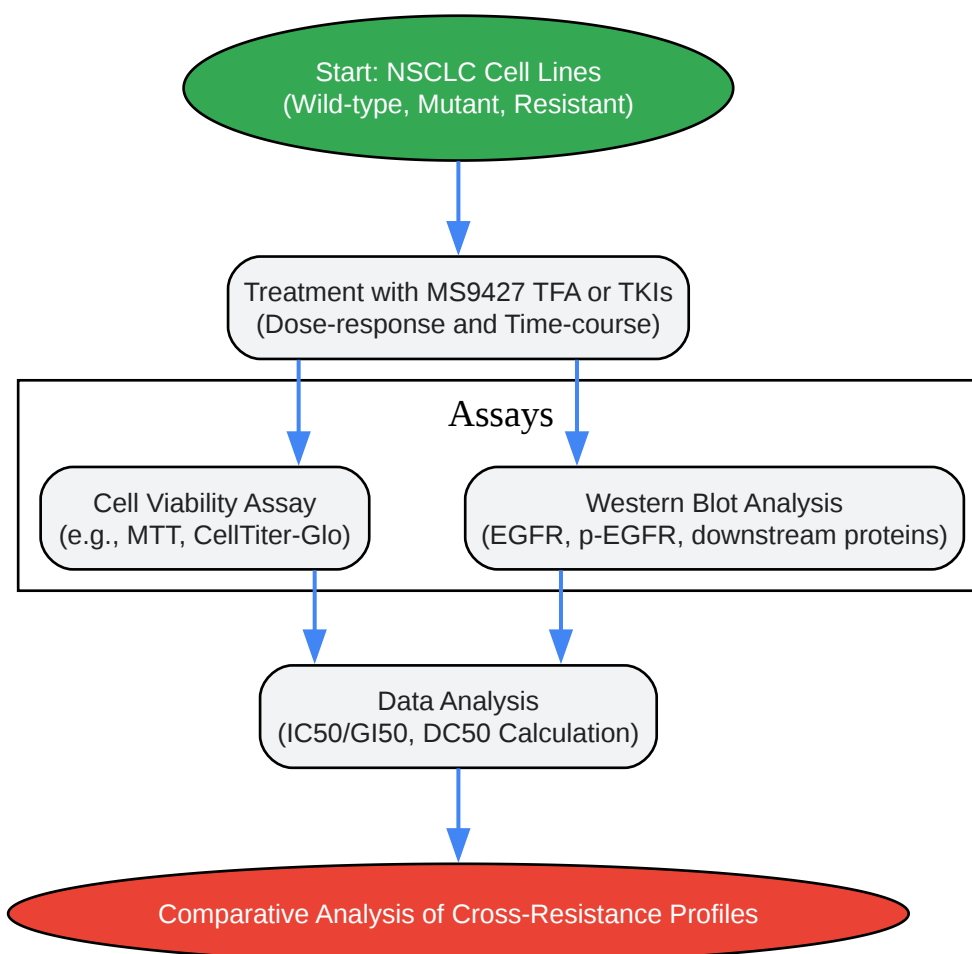 Start: NSCLC Cell Lines
(Wild-type, Mutant, Resistant)
Treatment with MS9427 TFA or TKIs
(Dose-response and Time-course)
Assays
Cell Viability Assay
(e.g., MTT, CellTiter-Glo)
Western Blot Analysis
(EGFR, p-EGFR, downstream proteins)
Data Analysis
(IC50/GI50, DC50 Calculation)
Comparative Analysis of Cross-Resistance Profiles